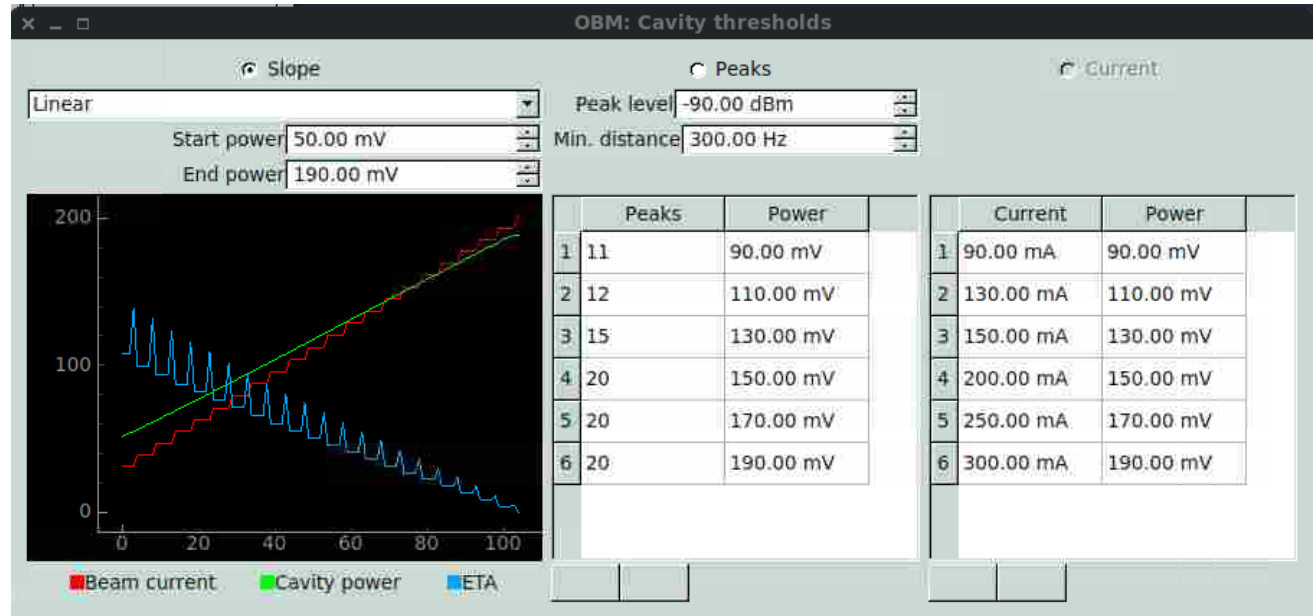 OBM: Cavity thresholds
Slope
Peaks
Current
Linear
Peak level -90.00 dBm
Start power 50.00 mV
Min. distance 300.00 Hz
End power 190.00 mV
200
100
0
0 20 40 60 80 100
Beam current Cavity power ETA
Peaks Power
1 11 90.00 mV
2 12 110.00 mV
3 15 130.00 mV
4 20 150.00 mV
5 20 170.00 mV
6 20 190.00 mV
Current Power
1 90.00 mA 90.00 mV
2 130.00 mA 110.00 mV
3 150.00 mA 130.00 mV
4 200.00 mA 150.00 mV
5 250.00 mA 170.00 mV
6 300.00 mA 190.00 mV